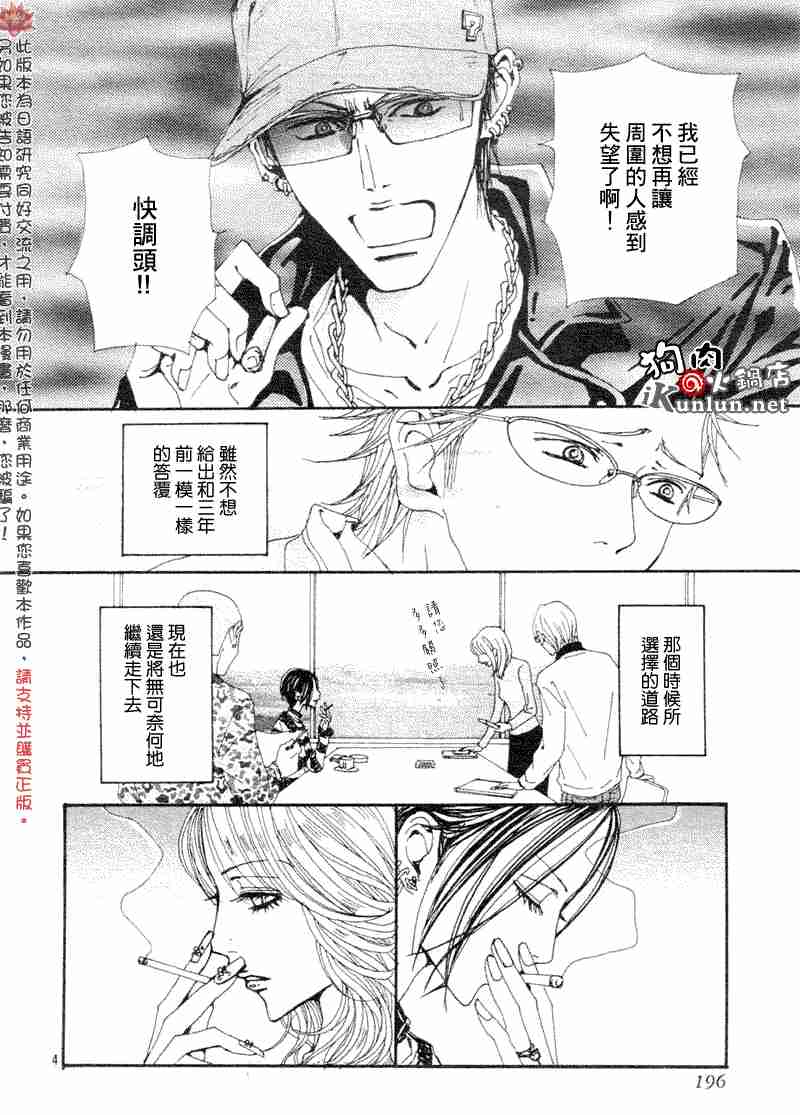 我已經
不想再讓
周圍的人感到
失望了啊！
快調頭!!
狗肉
火鍋店
iKunlun.net
雖然不想
給出和三年
前一模一樣
的答覆
那個時候所
選擇的道路
請您
多多關照！
現在也
還是將無可奈何地
繼續走下去
4
196
此版本為日語研究同好交流之用，請勿用於任何商業用途。如果您喜歡本作品，請支持並購買正版。
另如果您被告知需要付費，才能看到本漫畫，那麼，您被騙了！